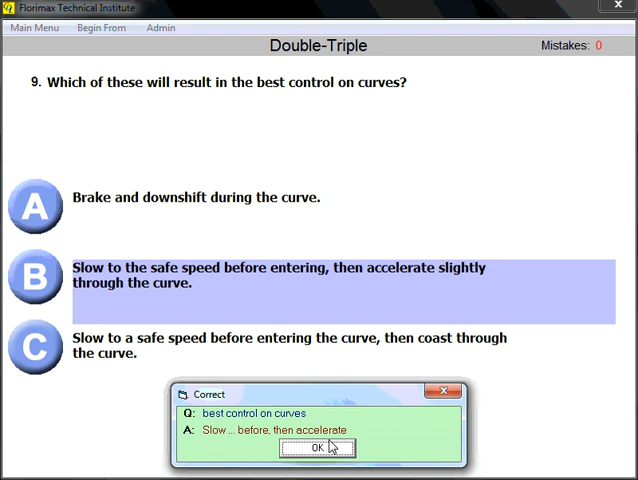 Florimax Technical Institute
Main Menu Begin From Admin
Double-Triple Mistakes: 0
9. Which of these will result in the best control on curves?
A Brake and downshift during the curve.
B Slow to the safe speed before entering, then accelerate slightly
through the curve.
C Slow to a safe speed before entering the curve, then coast through
the curve.
Correct
Q: best control on curves
A: Slow ... before, then accelerate
OK